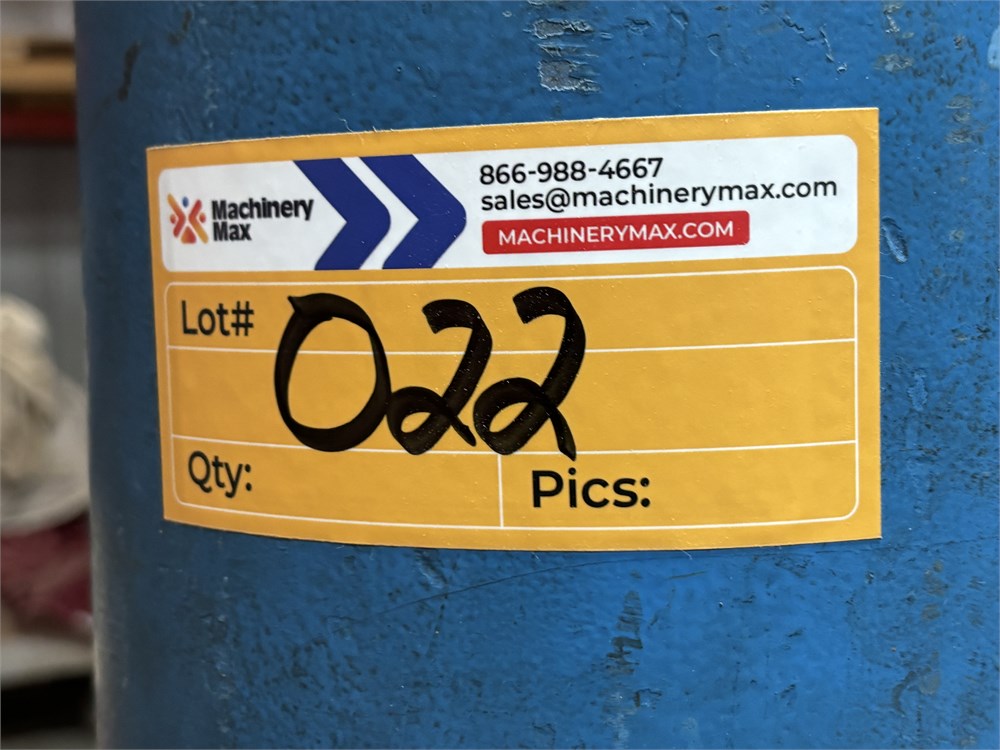 Machinery
Max
866-988-4667
sales@machinerymax.com
MACHINERYMAX.COM
Lot# 022
Qty:
Pics: